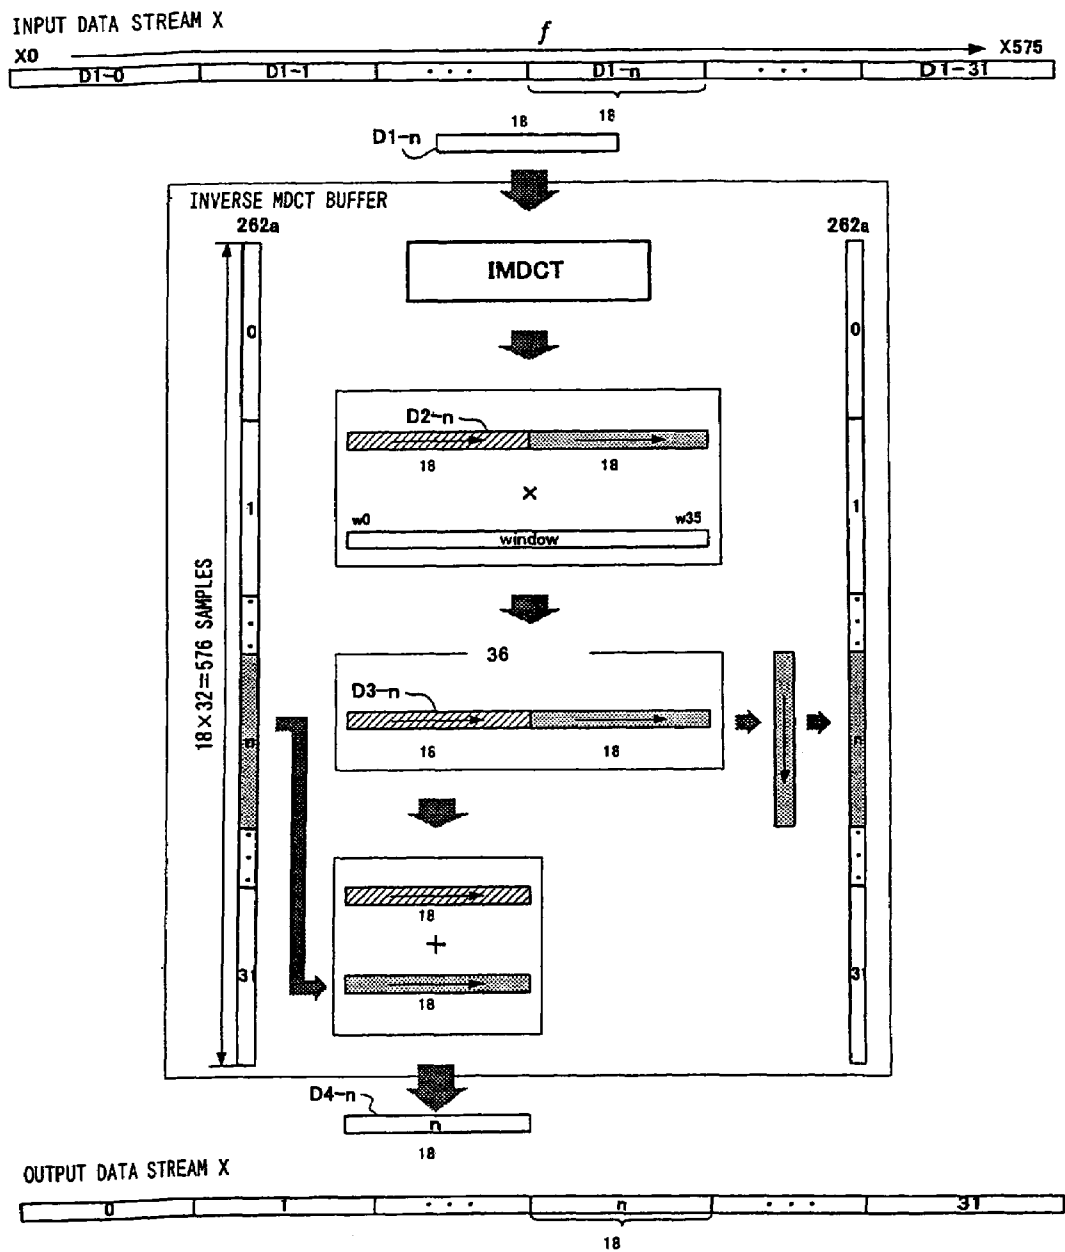 INPUT DATA STREAM X
f
X0 X575
D1-0 D1-1 ··· D1-n ··· D1-31
18 18
D1-n
INVERSE MDCT BUFFER
262a 262a
IMDCT
0 0
D2-n
18 18
×
1 1
w0 w35
window
18×32=576 SAMPLES
36
D3-n
n n
16 18
18
+
31 31
18
D4-n
n
18
OUTPUT DATA STREAM X
0 1 ··· n ··· 31
18